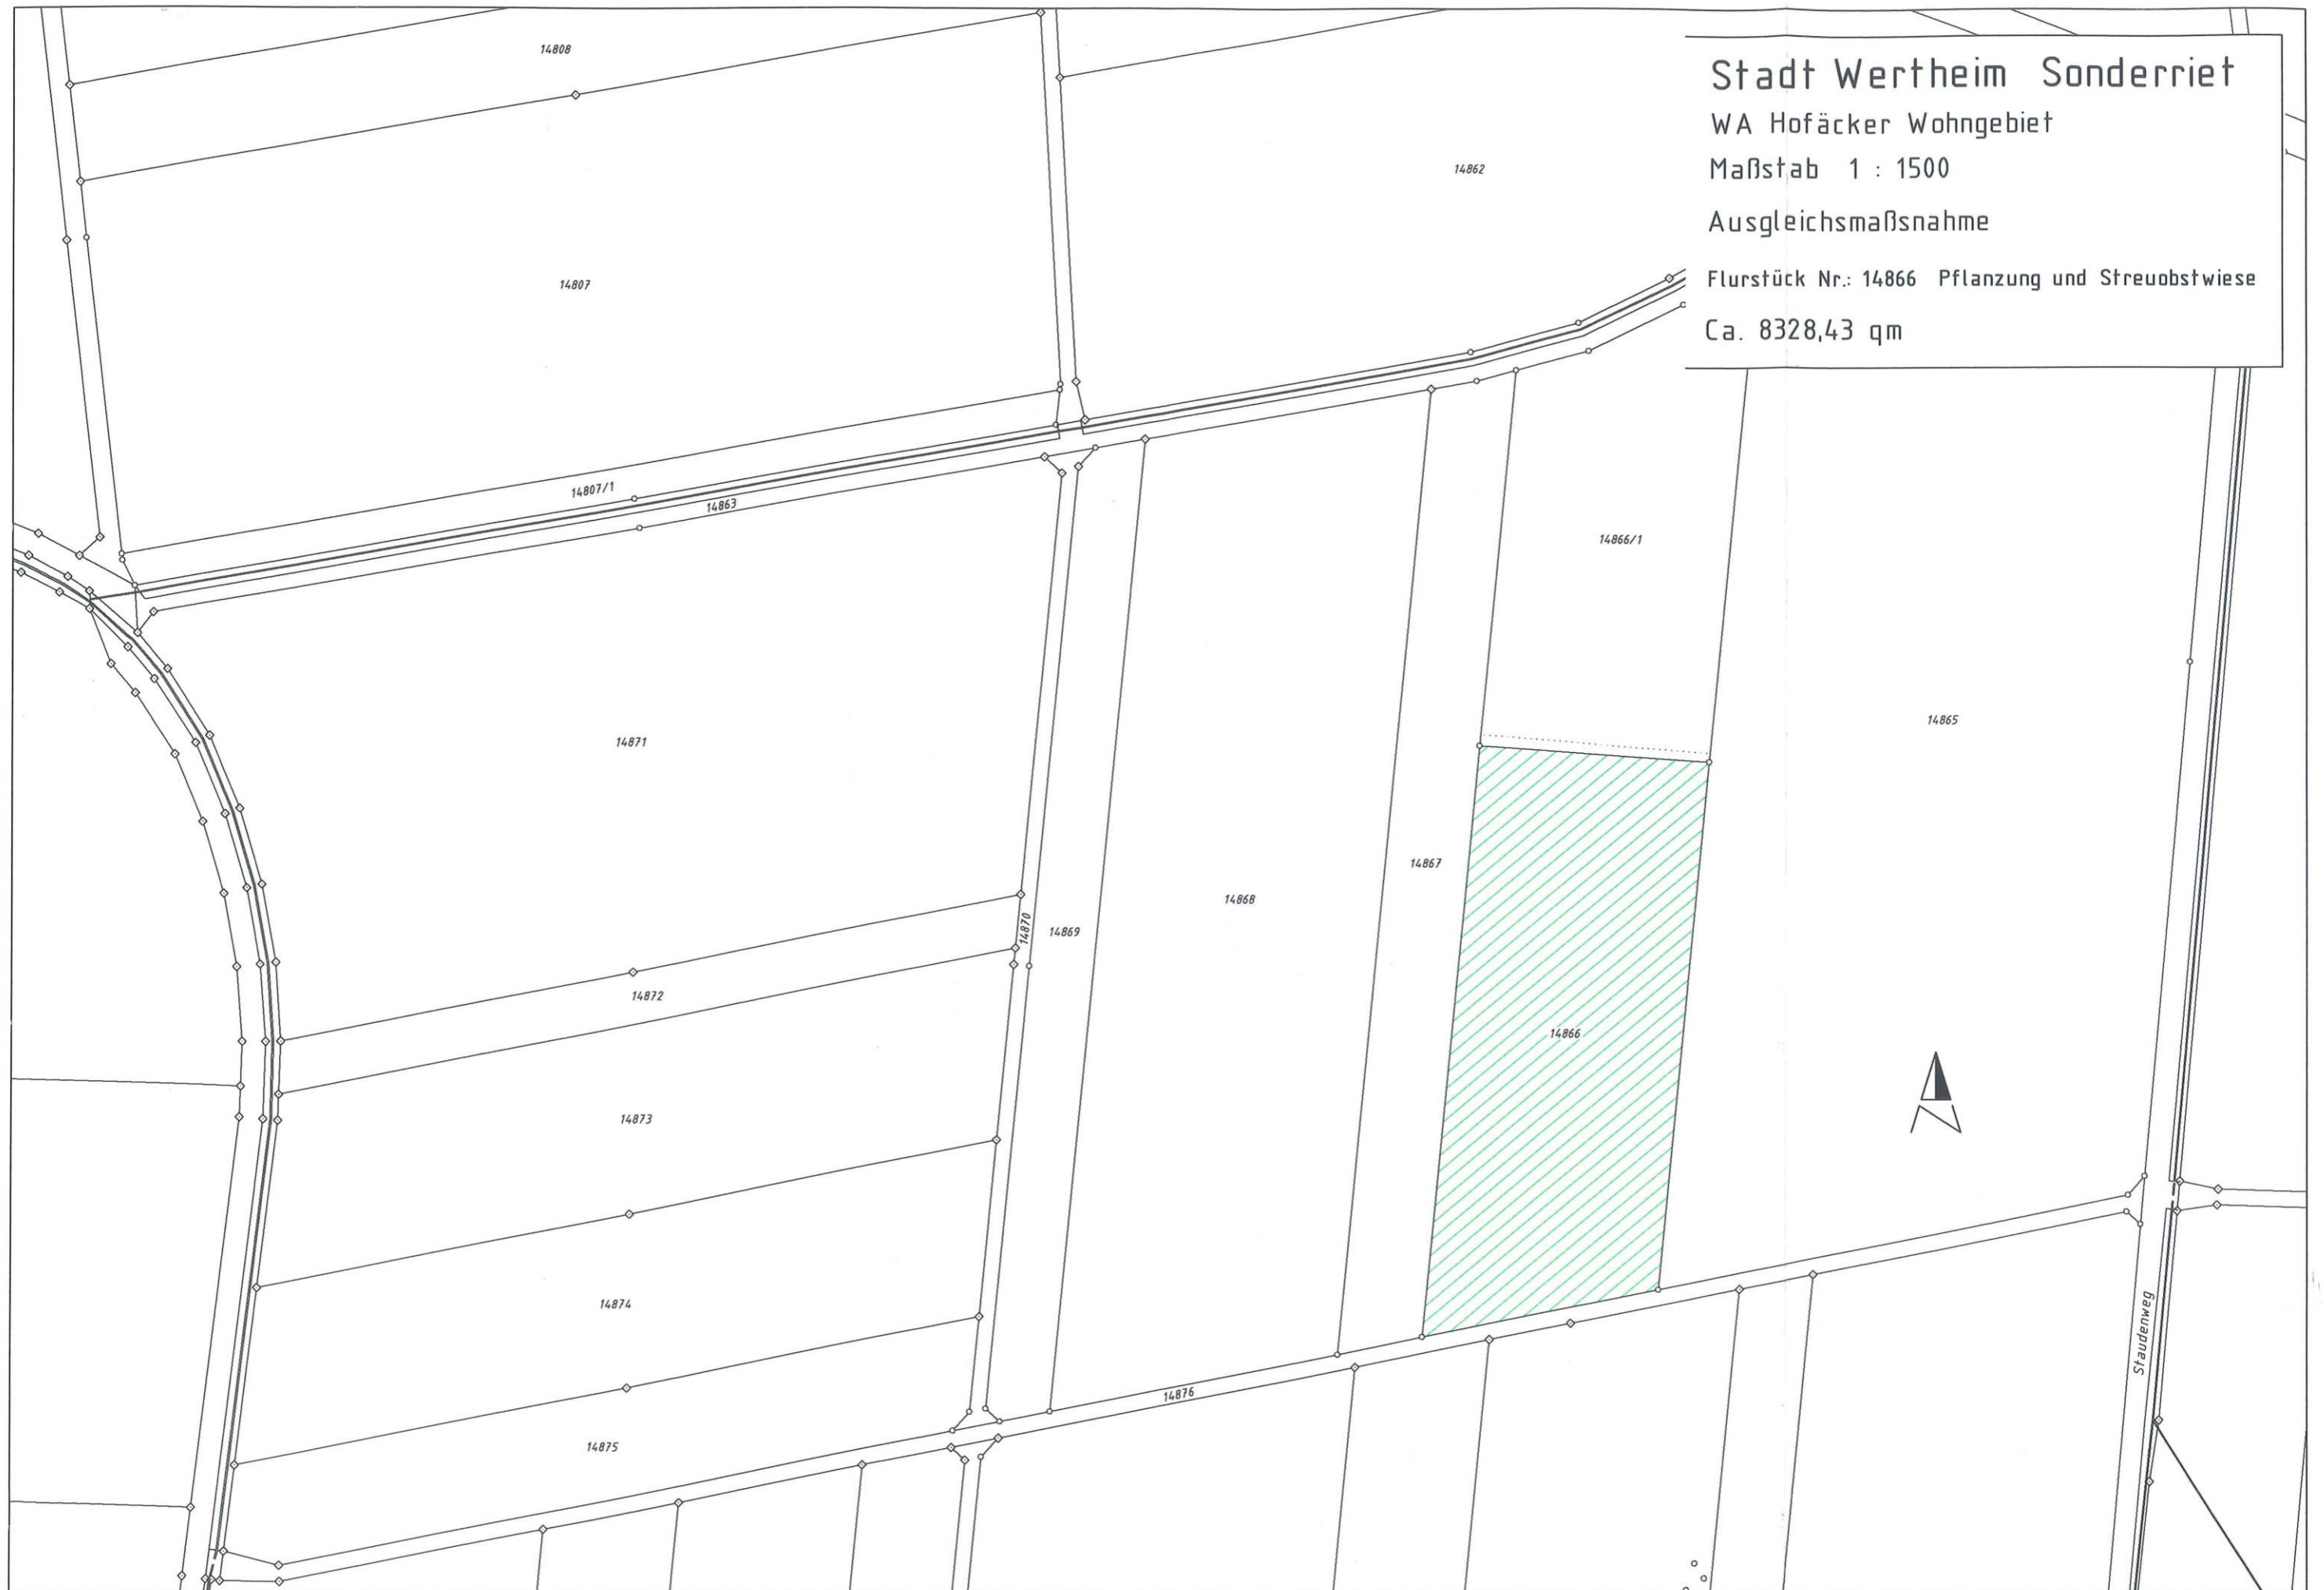 Stadt Wertheim Sonderriet
WA Hofäcker Wohngebiet
Maßstab 1 : 1500
Ausgleichsmaßsnahme
Flurstück Nr.: 14866 Pflanzung und Streuobstwiese
Ca. 8328,43 qm
14808
14862
14807
14807/1
14863
14866/1
14871
14865
14867
14868
14870
14869
14872
14866
14873
14874
Staudenweg
14876
14875